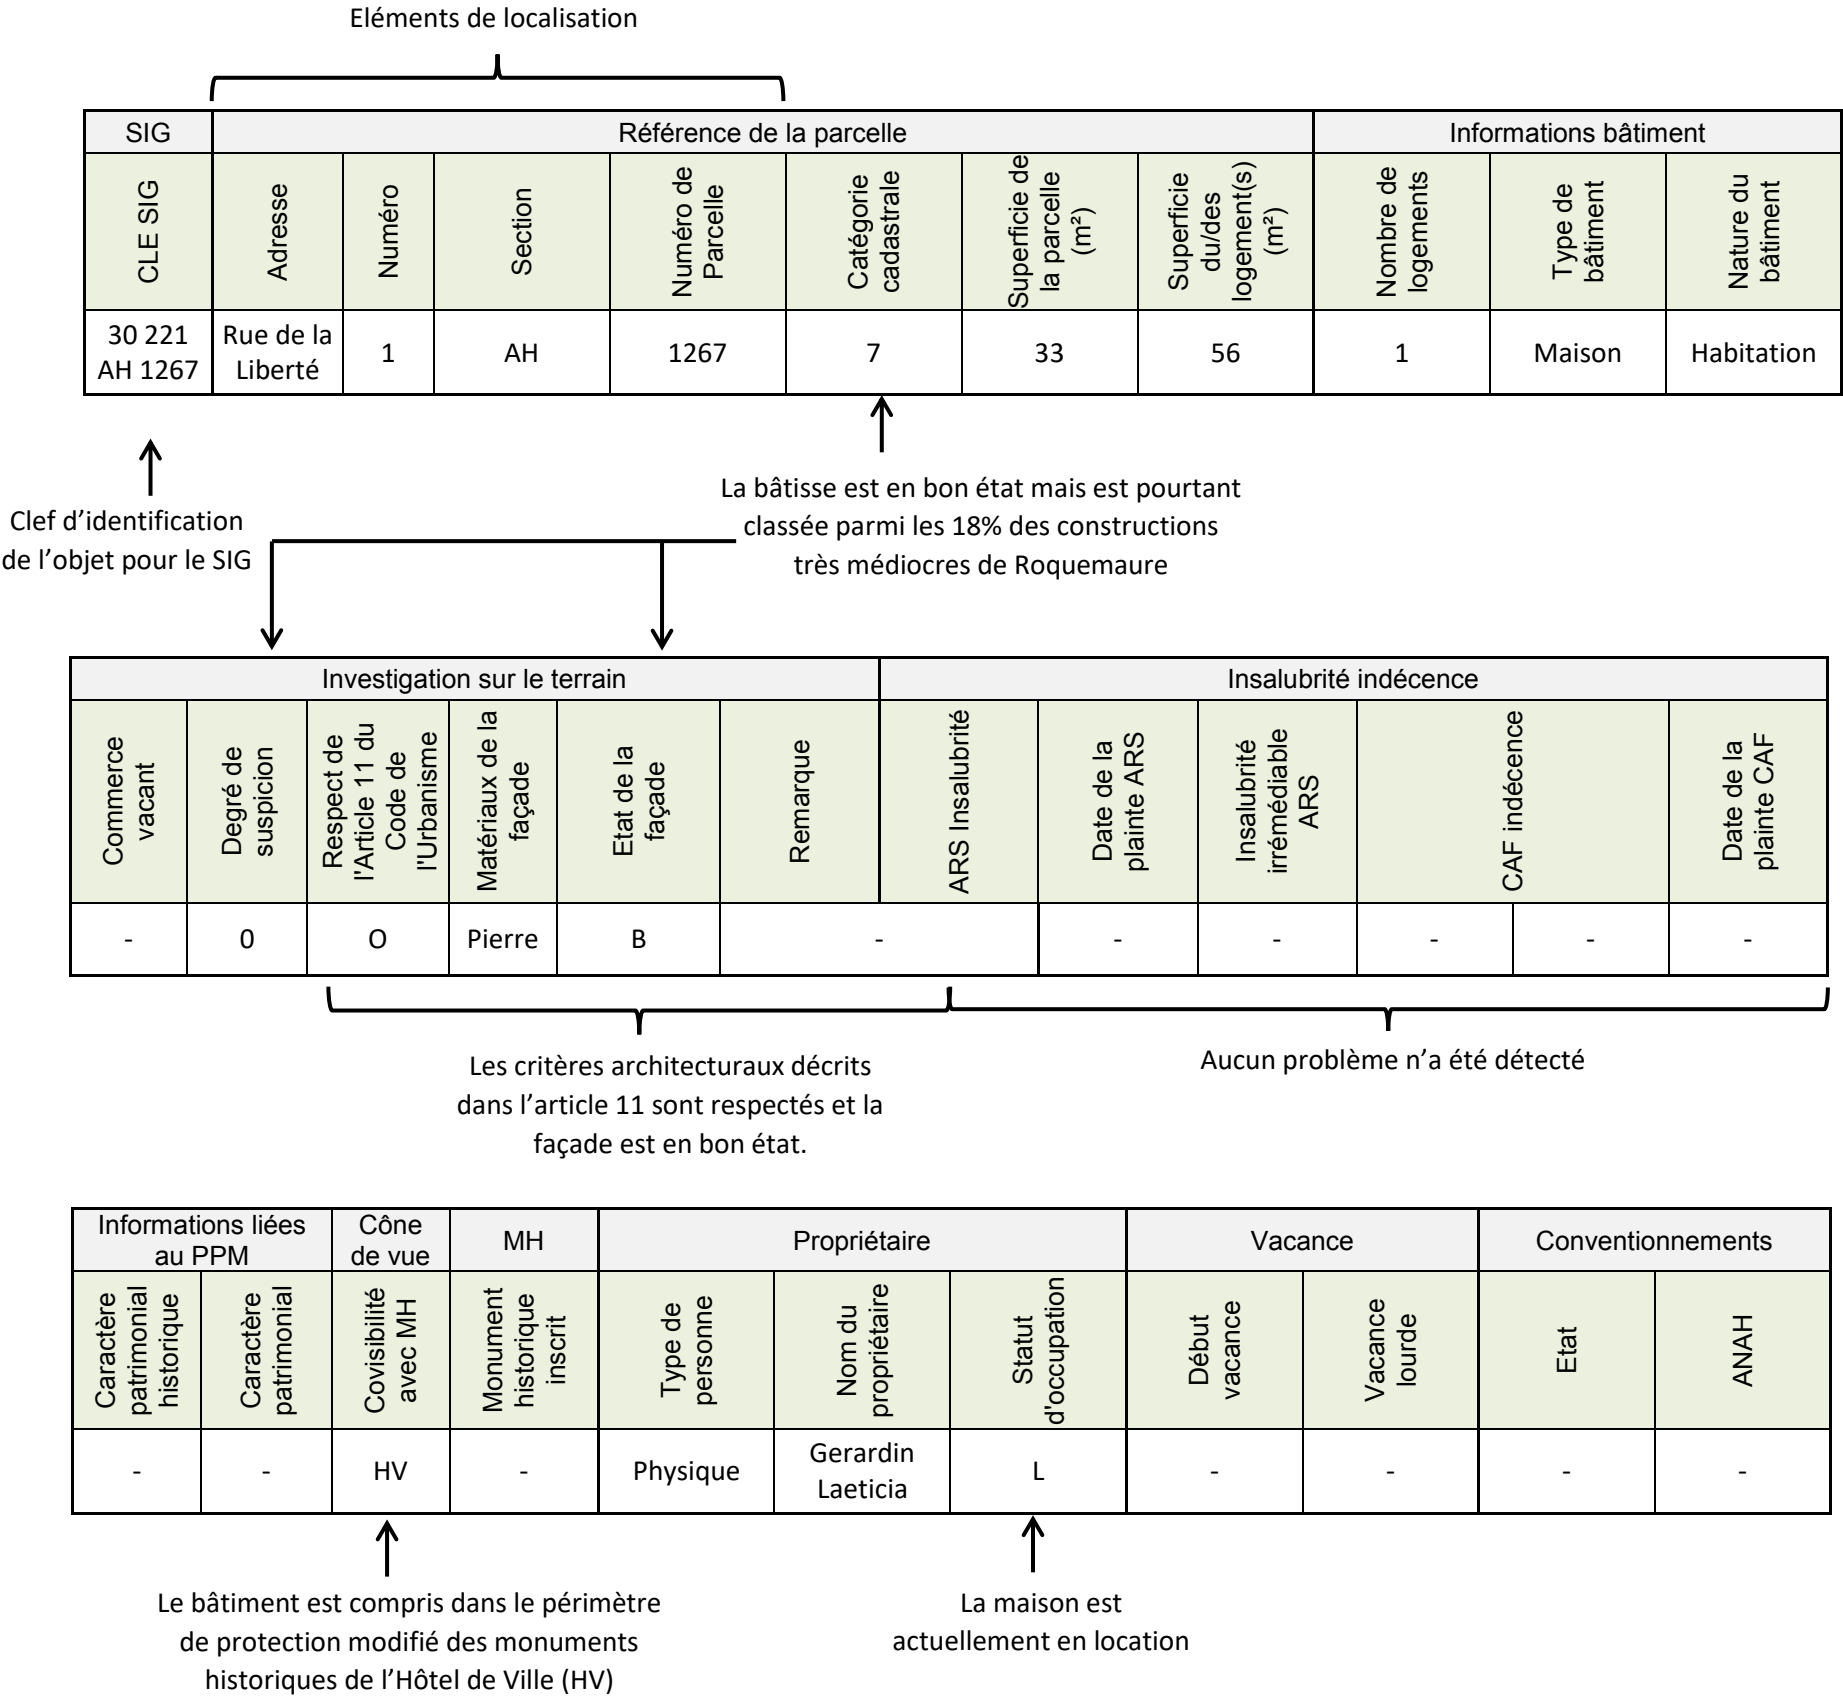 Eléments de localisation
SIG
Référence de la parcelle
Informations bâtiment
CLE SIG
Adresse
Numéro
Section
Numéro de
Parcelle
Catégorie
cadastrale
Superficie de
la parcelle
(m²)
Superficie
du/des
logement(s)
(m²)
Nombre de
logements
Type de
bâtiment
Nature du
bâtiment
30 221
AH 1267
Rue de la
Liberté
1
AH
1267
7
33
56
1
Maison
Habitation
Clef d’identification
de l’objet pour le SIG
La bâtisse est en bon état mais est pourtant
classée parmi les 18% des constructions
très médiocres de Roquemaure
Investigation sur le terrain
Insalubrité indécence
Commerce
vacant
Degré de
suspicion
Respect de
l'Article 11 du
Code de
l'Urbanisme
Matériaux de la
façade
Etat de la
façade
Remarque
ARS Insalubrité
Date de la
plainte ARS
Insalubrité
irrémédiable
ARS
CAF indécence
Date de la
plainte CAF
-
0
O
Pierre
B
-
-
-
-
-
-
Les critères architecturaux décrits
dans l’article 11 sont respectés et la
façade est en bon état.
Aucun problème n’a été détecté
Informations liées
au PPM
Cône
de vue
MH
Propriétaire
Vacance
Conventionnements
Caractère
patrimonial
historique
Caractère
patrimonial
Covisibilité
avec MH
Monument
historique
inscrit
Type de
personne
Nom du
propriétaire
Statut
d'occupation
Début
vacance
Vacance
lourde
Etat
ANAH
-
-
HV
-
Physique
Gerardin
Laeticia
L
-
-
-
-
Le bâtiment est compris dans le périmètre
de protection modifié des monuments
historiques de l’Hôtel de Ville (HV)
La maison est
actuellement en location